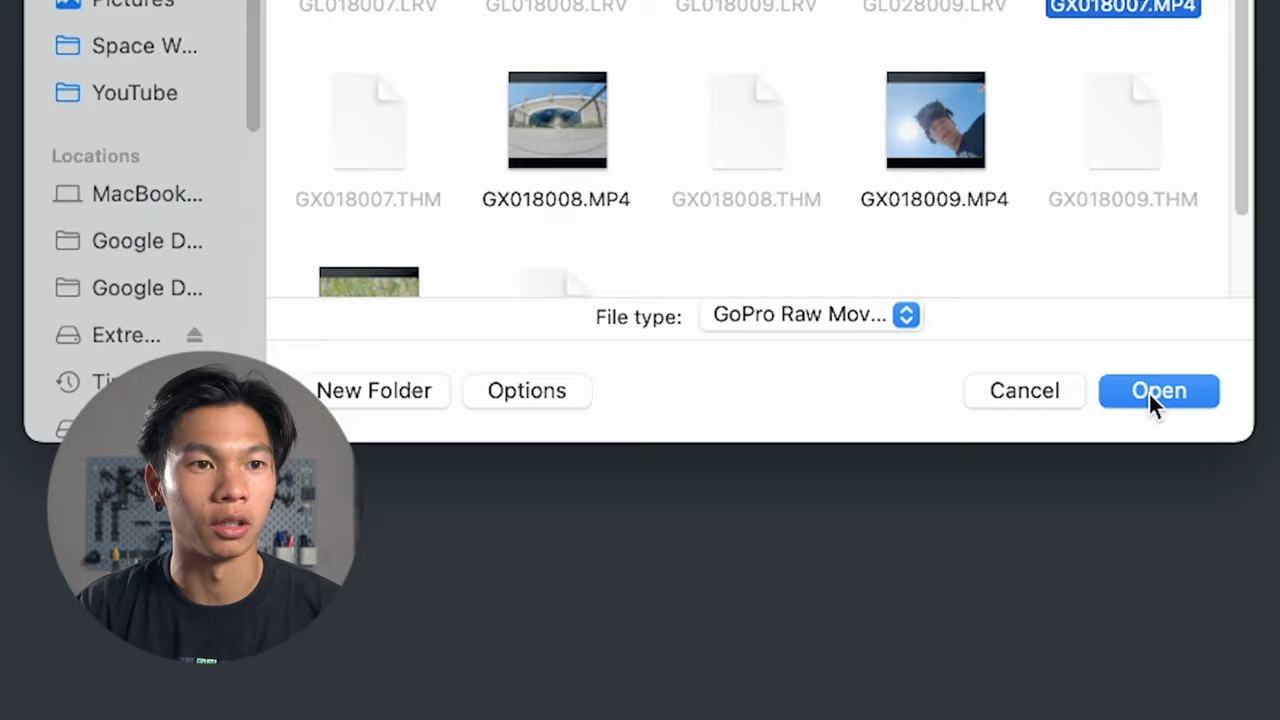 Pictures
Space W...
YouTube
Locations
MacBook...
Google D...
Google D...
Extre...
GL018007.LRV
GL018008.LRV
GL018009.LRV
GL028009.LRV
GX018007.MP4
GX018007.THM
GX018008.MP4
GX018008.THM
GX018009.MP4
GX018009.THM
File type:
GoPro Raw Mov...
New Folder
Options
Cancel
Open